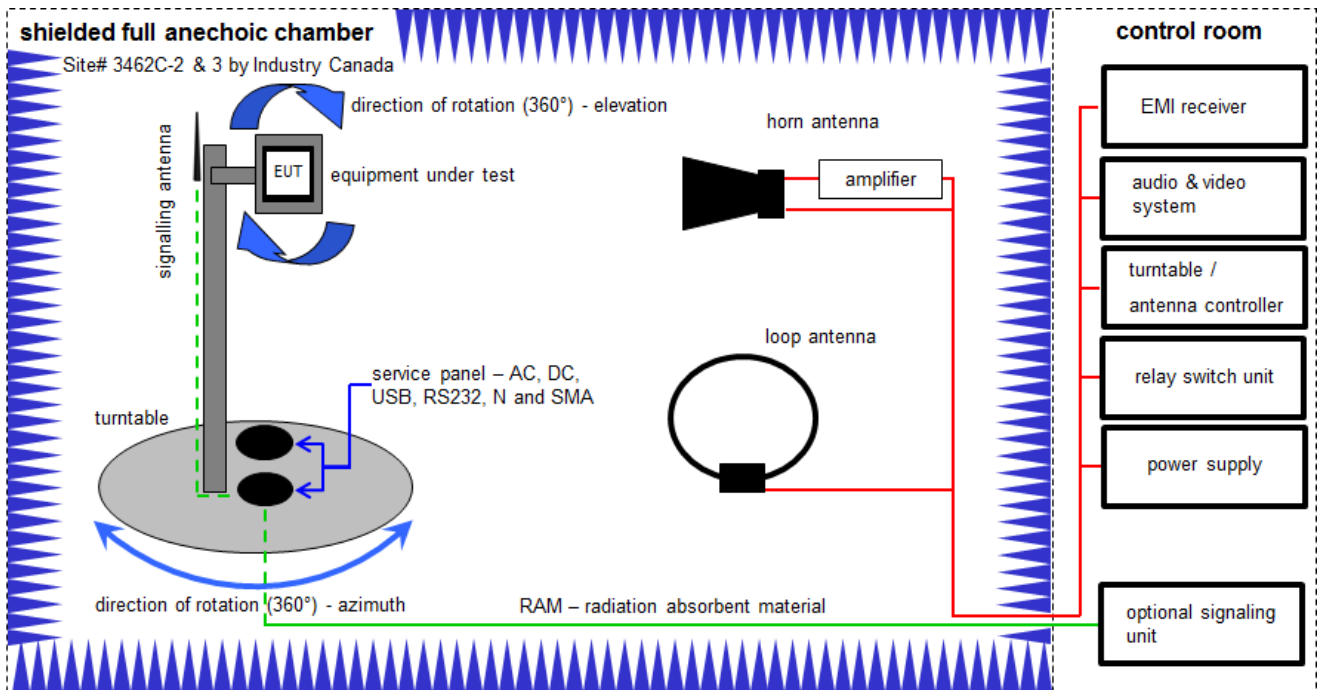 shielded full anechoic chamber
Site# 3462C-2 & 3 by Industry Canada
direction of rotation (360°) - elevation
signalling antenna
EUT
equipment under test
horn antenna
amplifier
loop antenna
service panel – AC, DC,
USB, RS232, N and SMA
turntable
direction of rotation (360°) - azimuth
RAM – radiation absorbent material
control room
EMI receiver
audio & video
system
turntable /
antenna controller
relay switch unit
power supply
optional signaling
unit